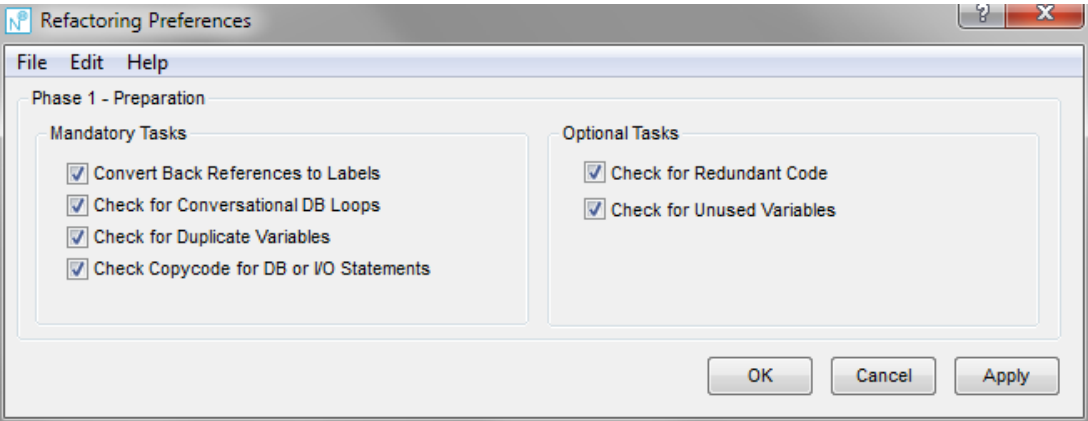 Refactoring Preferences
File Edit Help
Phase 1 - Preparation
Mandatory Tasks
Convert Back References to Labels
Check for Conversational DB Loops
Check for Duplicate Variables
Check Copycode for DB or I/O Statements
Optional Tasks
Check for Redundant Code
Check for Unused Variables
OK Cancel Apply